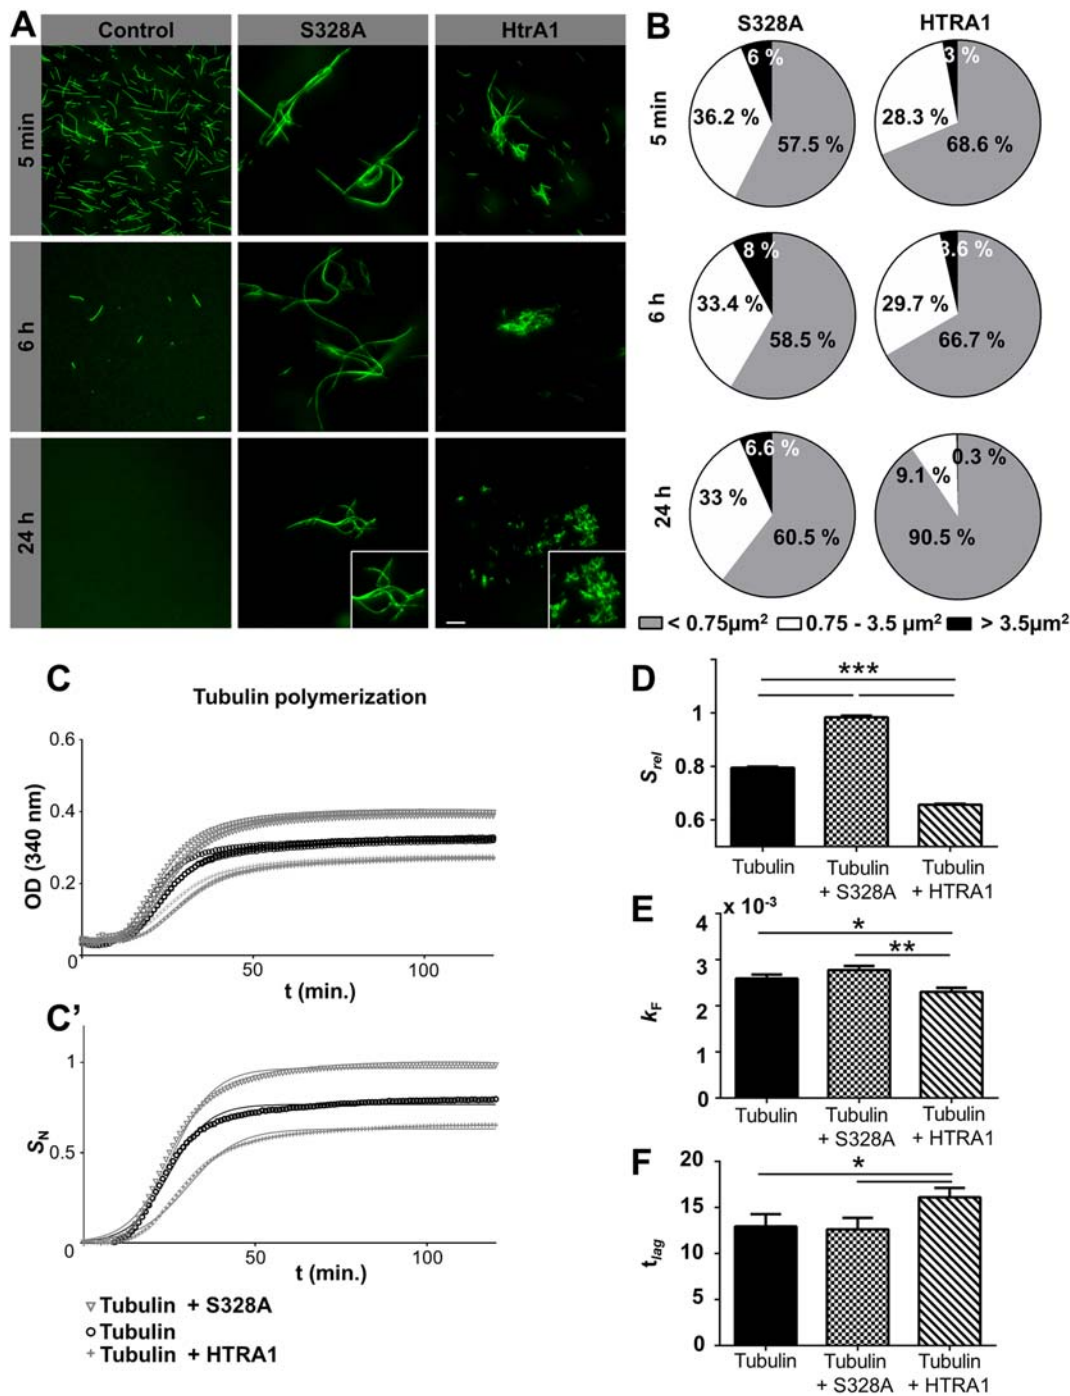 A
Control
S328A
HtrA1
5 min
6 h
24 h
B
S328A
HTRA1
5 min
6 %
36.2 %
57.5 %
3 %
28.3 %
68.6 %
6 h
8 %
33.4 %
58.5 %
3.6 %
29.7 %
66.7 %
24 h
6.6 %
33 %
60.5 %
0.3 %
9.1 %
90.5 %
< 0.75µm² 0.75 - 3.5 µm² > 3.5µm²
C
Tubulin polymerization
OD (340 nm)
0.6
0.4
0.2
0
50
100
t (min.)
C'
S_N
1
0.5
0
50
100
t (min.)
Tubulin + S328A
Tubulin
Tubulin + HTRA1
D
S_rel
1
0.8
0.6
***
Tubulin
Tubulin + S328A
Tubulin + HTRA1
E
x 10⁻³
k_F
4
3
2
1
0
*
**
Tubulin
Tubulin + S328A
Tubulin + HTRA1
F
t_lag
20
15
10
5
0
*
Tubulin
Tubulin + S328A
Tubulin + HTRA1